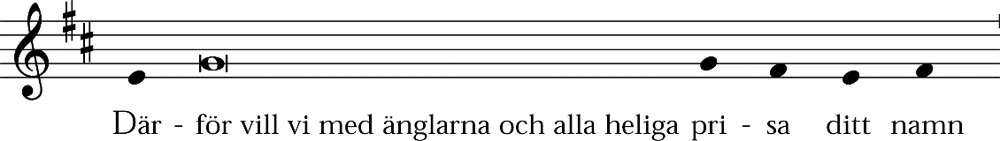 Där - för vill vi med änglarna och alla heliga pri - sa ditt namn